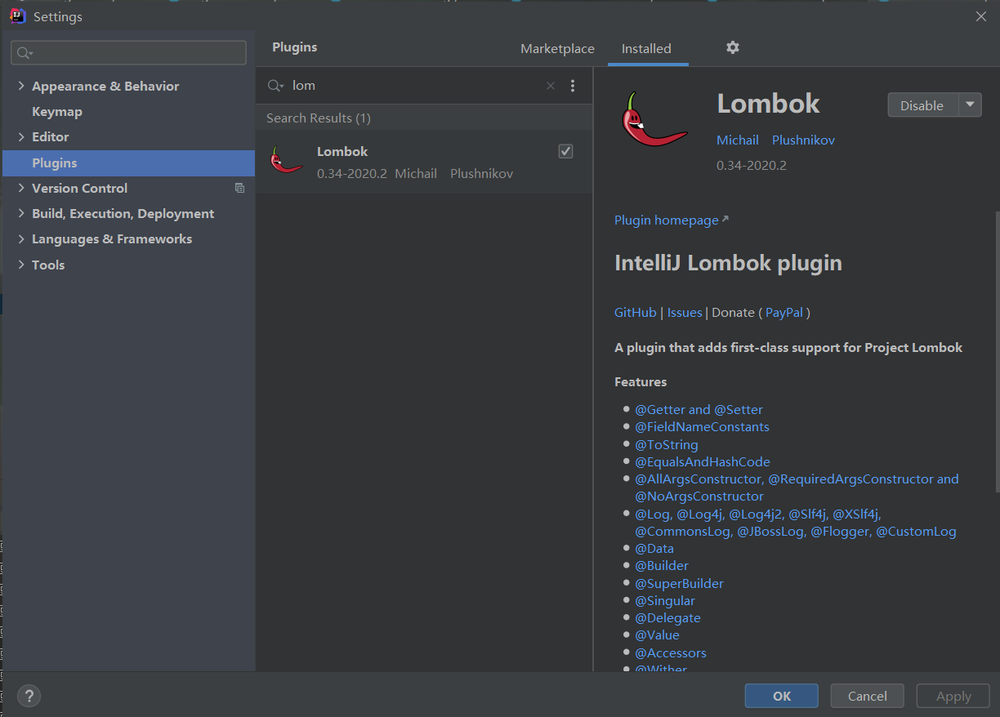 Settings
Plugins
Marketplace
Installed
Appearance & Behavior
Keymap
Editor
Plugins
Version Control
Build, Execution, Deployment
Languages & Frameworks
Tools
lom
Search Results (1)
Lombok
0.34-2020.2 Michail Plushnikov
Lombok
Disable
Michail Plushnikov
0.34-2020.2
Plugin homepage
IntelliJ Lombok plugin
GitHub | Issues | Donate ( PayPal )
A plugin that adds first-class support for Project Lombok
Features
@Getter and @Setter
@FieldNameConstants
@ToString
@EqualsAndHashCode
@AllArgsConstructor, @RequiredArgsConstructor and
@NoArgsConstructor
@Log, @Log4j, @Log4j2, @Slf4j, @XSlf4j,
@CommonsLog, @JBossLog, @Flogger, @CustomLog
@Data
@Builder
@SuperBuilder
@Singular
@Delegate
@Value
@Accessors
@Wither
?
OK
Cancel
Apply